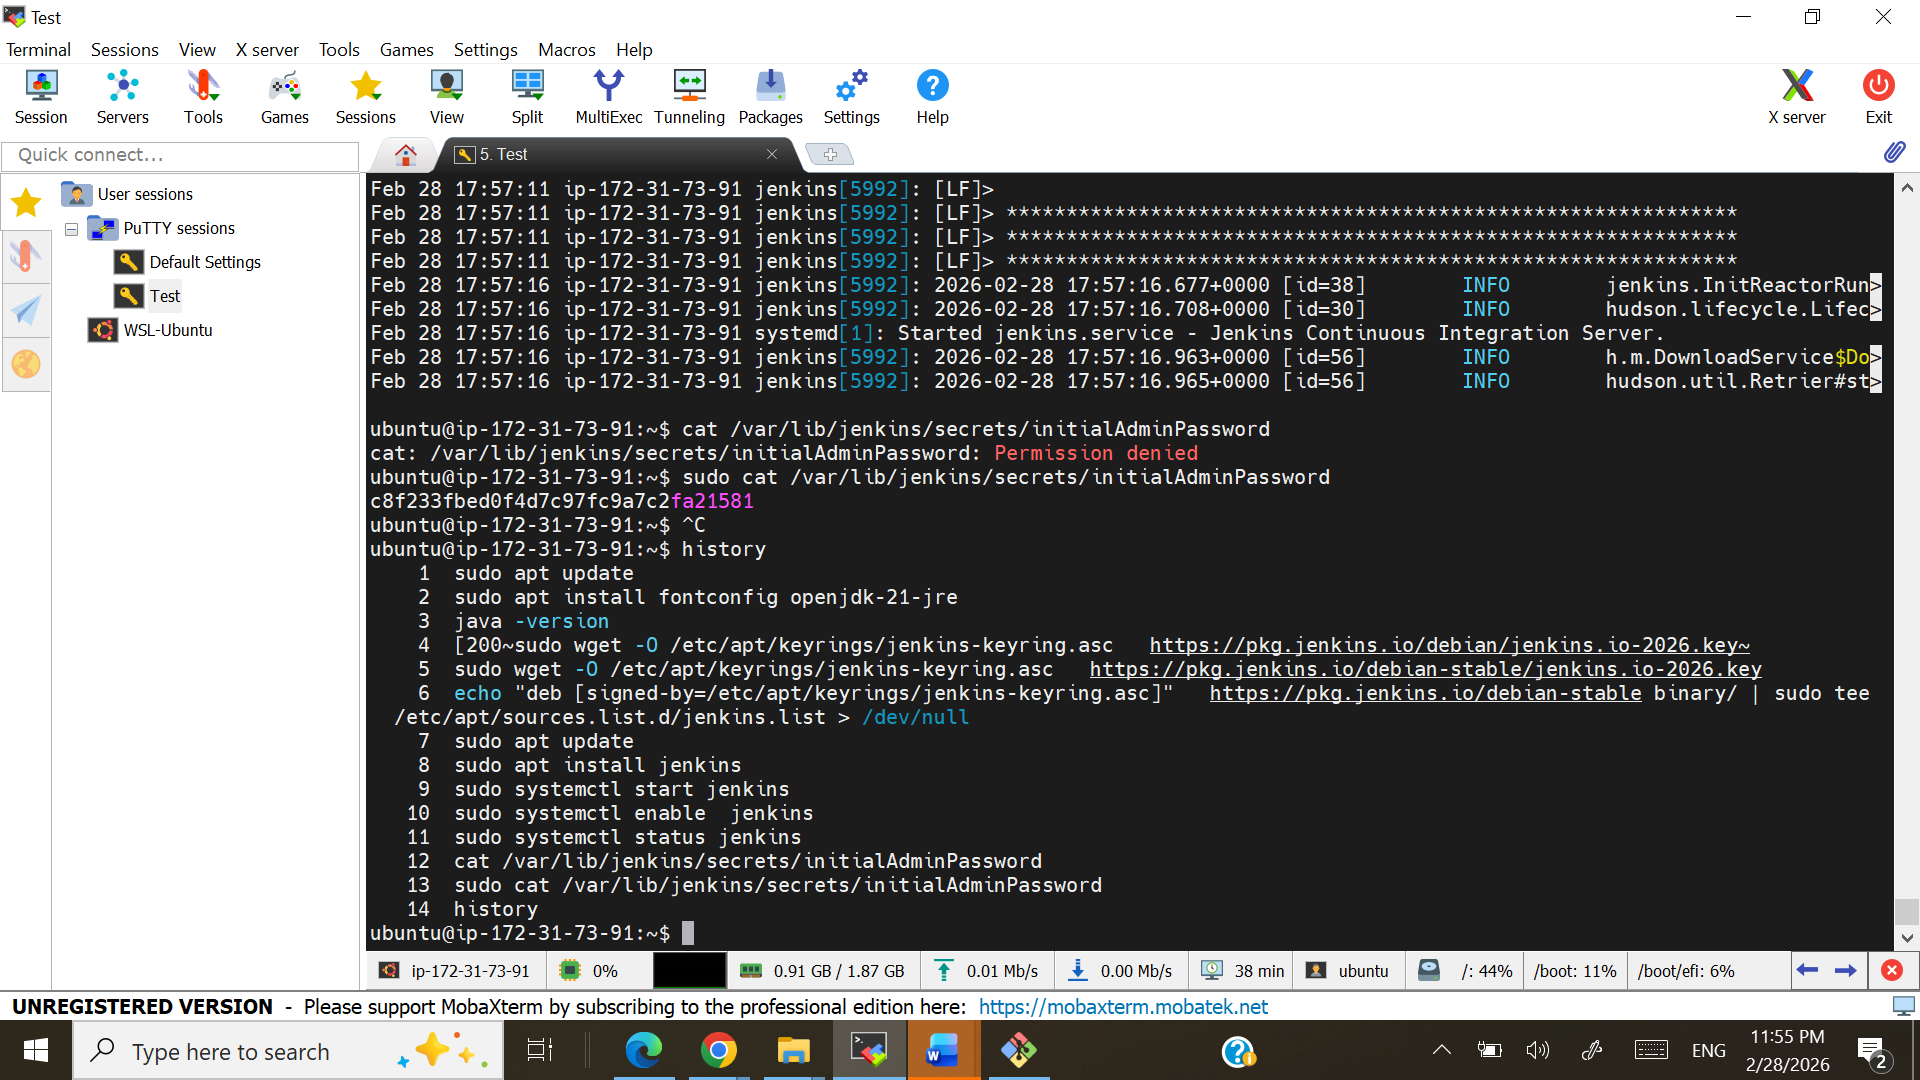 Test
Terminal Sessions View X server Tools Games Settings Macros Help
Session Servers Tools Games Sessions View Split MultiExec Tunneling Packages Settings Help X server Exit
Quick connect...
5. Test
User sessions
PuTTY sessions
Default Settings
Test
WSL-Ubuntu
Feb 28 17:57:11 ip-172-31-73-91 jenkins[5992]: [LF]>
Feb 28 17:57:11 ip-172-31-73-91 jenkins[5992]: [LF]> *************************************************************
Feb 28 17:57:11 ip-172-31-73-91 jenkins[5992]: [LF]> *************************************************************
Feb 28 17:57:11 ip-172-31-73-91 jenkins[5992]: [LF]> *************************************************************
Feb 28 17:57:16 ip-172-31-73-91 jenkins[5992]: 2026-02-28 17:57:16.677+0000 [id=38] INFO jenkins.InitReactorRun>
Feb 28 17:57:16 ip-172-31-73-91 jenkins[5992]: 2026-02-28 17:57:16.708+0000 [id=30] INFO hudson.lifecycle.Lifec>
Feb 28 17:57:16 ip-172-31-73-91 systemd[1]: Started jenkins.service - Jenkins Continuous Integration Server.
Feb 28 17:57:16 ip-172-31-73-91 jenkins[5992]: 2026-02-28 17:57:16.963+0000 [id=56] INFO h.m.DownloadService$Do>
Feb 28 17:57:16 ip-172-31-73-91 jenkins[5992]: 2026-02-28 17:57:16.965+0000 [id=56] INFO hudson.util.Retrier#st>
ubuntu@ip-172-31-73-91:~$ cat /var/lib/jenkins/secrets/initialAdminPassword
cat: /var/lib/jenkins/secrets/initialAdminPassword: Permission denied
ubuntu@ip-172-31-73-91:~$ sudo cat /var/lib/jenkins/secrets/initialAdminPassword
c8f233fbed0f4d7c97fc9a7c2fa21581
ubuntu@ip-172-31-73-91:~$ ^C
ubuntu@ip-172-31-73-91:~$ history
1 sudo apt update
2 sudo apt install fontconfig openjdk-21-jre
3 java -version
4 [200~sudo wget -O /etc/apt/keyrings/jenkins-keyring.asc https://pkg.jenkins.io/debian/jenkins.io-2026.key~
5 sudo wget -O /etc/apt/keyrings/jenkins-keyring.asc https://pkg.jenkins.io/debian-stable/jenkins.io-2026.key
6 echo "deb [signed-by=/etc/apt/keyrings/jenkins-keyring.asc]" https://pkg.jenkins.io/debian-stable binary/ | sudo tee
/etc/apt/sources.list.d/jenkins.list > /dev/null
7 sudo apt update
8 sudo apt install jenkins
9 sudo systemctl start jenkins
10 sudo systemctl enable  jenkins
11 sudo systemctl status jenkins
12 cat /var/lib/jenkins/secrets/initialAdminPassword
13 sudo cat /var/lib/jenkins/secrets/initialAdminPassword
14 history
ubuntu@ip-172-31-73-91:~$
ip-172-31-73-91 0% 0.91 GB / 1.87 GB 0.01 Mb/s 0.00 Mb/s 38 min ubuntu /: 44% /boot: 11% /boot/efi: 6%
UNREGISTERED VERSION - Please support MobaXterm by subscribing to the professional edition here: https://mobaxterm.mobatek.net
Type here to search
ENG
11:55 PM
2/28/2026
2